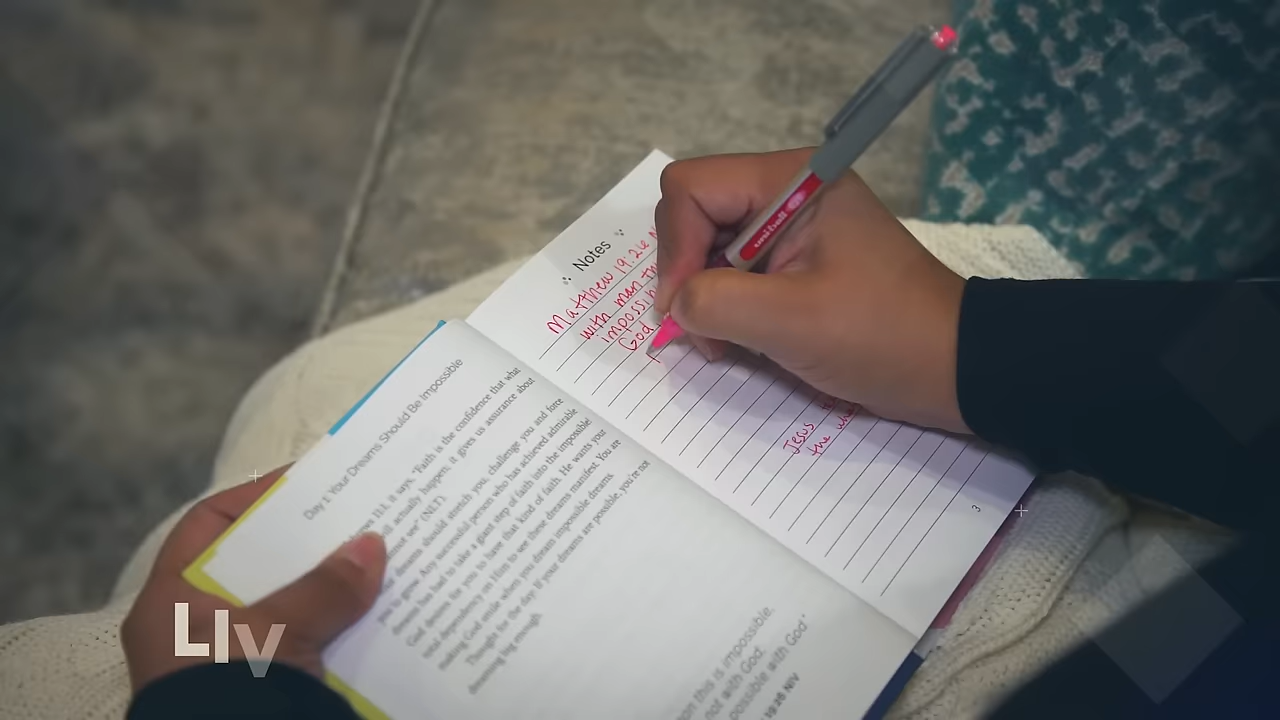 Day 1: Your Dreams Should Be Impossible
11:1, it says, "Faith is the confidence that what
will actually happen; it gives us assurance about
see" (NLT).
dreams should stretch you, challenge you and force
you to grow. Any successful person who has achieved admirable
dreams has had to take a giant step of faith into the impossible!
God desires for you to have that kind of faith. He wants your
total dependency on Him to see these dreams manifest. You are
making God smile when you dream impossible dreams.
Thought for the day: If your dreams are possible, you're not
dreaming big enough.
this is impossible,
not with God.
possible with God"
19:26 NIV
Notes
Matthew 19:26
with man
God
Jesus
the
3
uni-ball
LIV